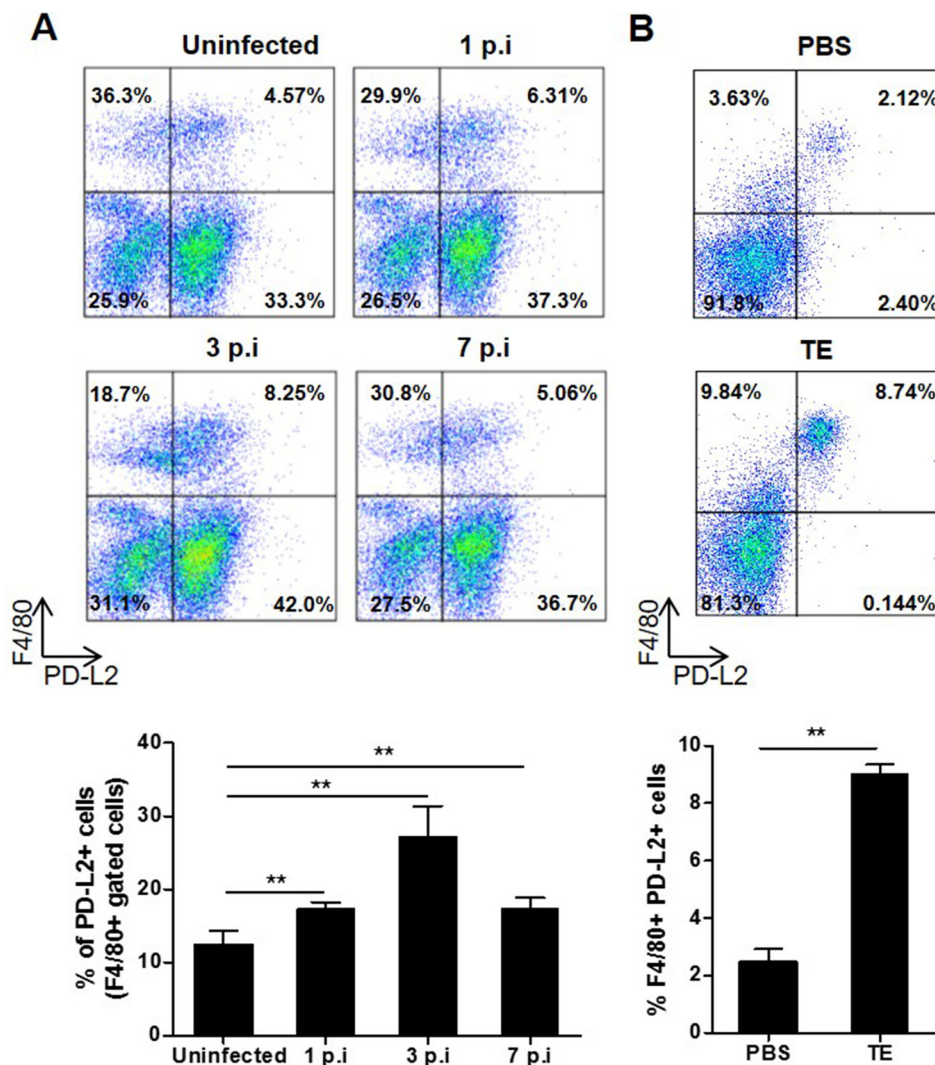 A
B
Uninfected
1 p.i
PBS
36.3%
4.57%
29.9%
6.31%
3.63%
2.12%
25.9%
33.3%
26.5%
37.3%
91.8%
2.40%
3 p.i
7 p.i
TE
18.7%
8.25%
30.8%
5.06%
9.84%
8.74%
31.1%
42.0%
27.5%
36.7%
81.3%
0.144%
F4/80
PD-L2
F4/80
PD-L2
% of PD-L2+ cells
(F4/80+ gated cells)
40
30
20
10
0
**
**
**
Uninfected
1 p.i
3 p.i
7 p.i
% F4/80+ PD-L2+ cells
10
8
6
4
2
0
**
PBS
TE